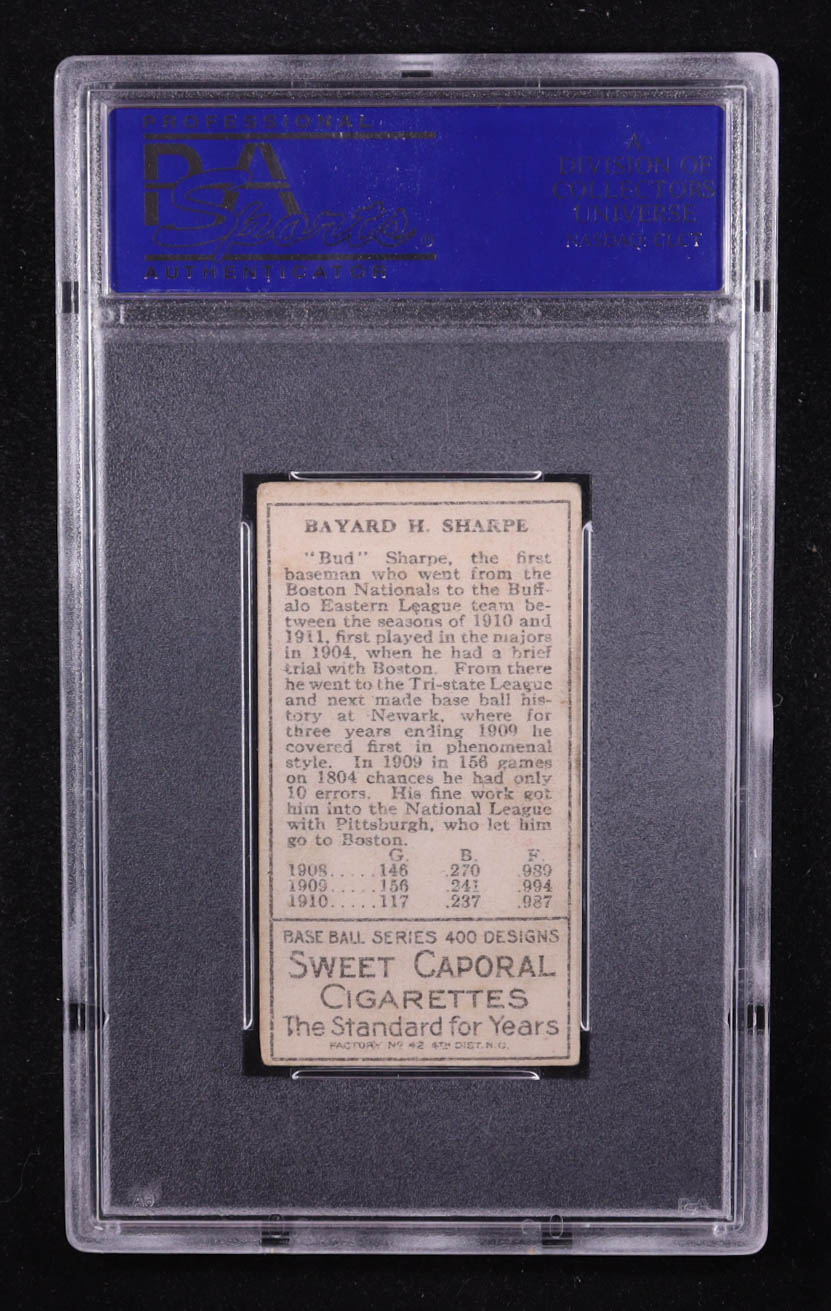 PROFESSIONAL
PSA
Sports®
AUTHENTICATOR
A
DIVISION OF
COLLECTORS
UNIVERSE
NASDAQ: CLCT
BAYARD H. SHARPE
"Bud" Sharpe, the first
baseman who went from the
Boston Nationals to the Buff-
alo Eastern League team be-
tween the seasons of 1910 and
1911, first played in the majors
in 1904, when he had a brief
trial with Boston. From there
he went to the Tri-state League
and next made base ball his-
tory at Newark, where for
three years ending 1909 he
covered first in phenomenal
style. In 1909 in 156 games
on 1804 chances he had only
10 errors. His fine work got
him into the National League
with Pittsburgh, who let him
go to Boston.
G. B. F.
1908.....146 .270 .989
1909.....156 .241 .994
1910.....117 .237 .987
BASE BALL SERIES 400 DESIGNS
SWEET CAPORAL
CIGARETTES
The Standard for Years
FACTORY Nº 42 4TH DIST. N.C.
PSA